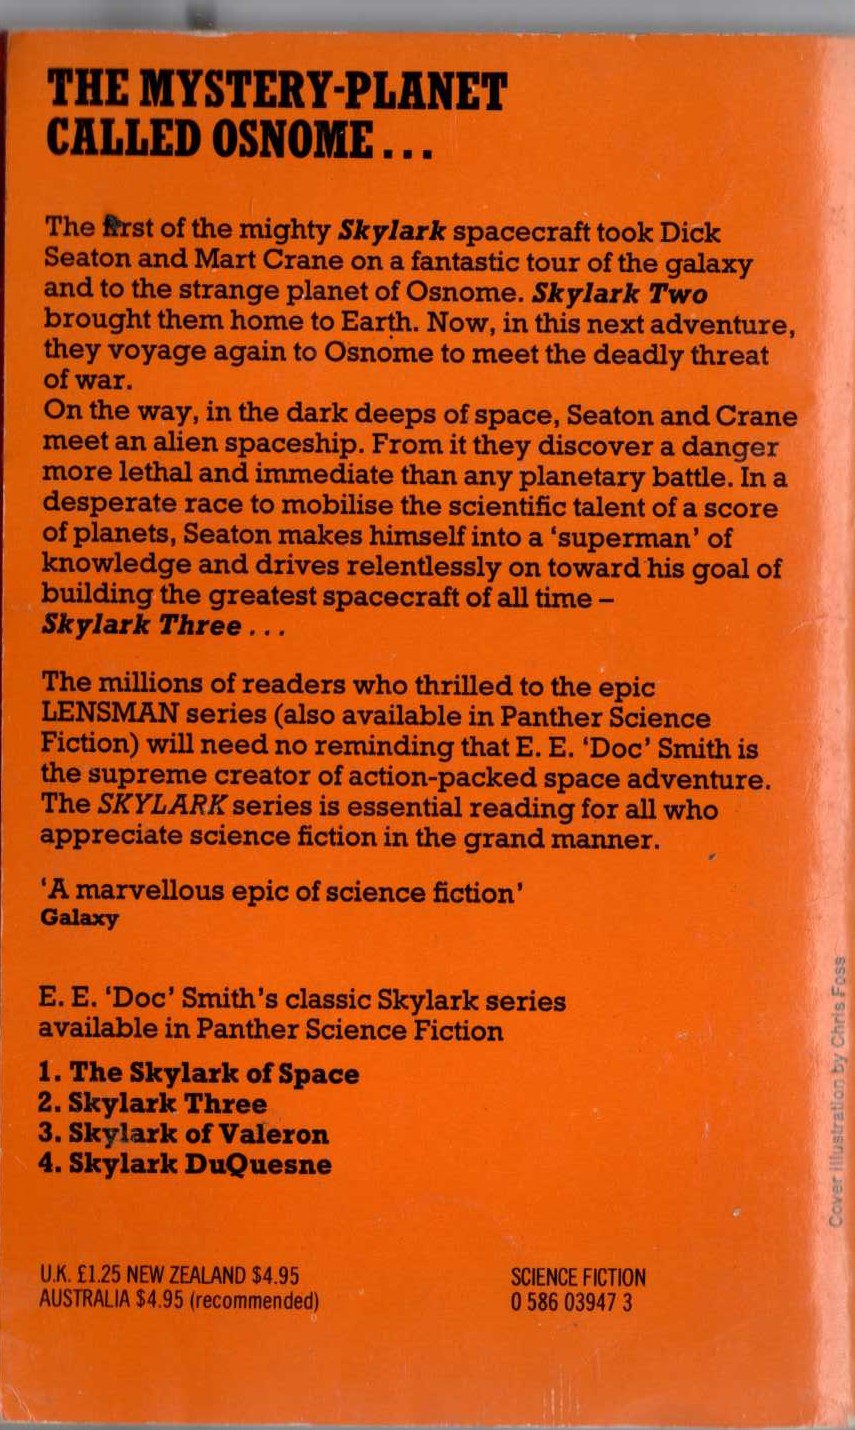 THE MYSTERY-PLANET
CALLED OSNOME...
The first of the mighty Skylark spacecraft took Dick
Seaton and Mart Crane on a fantastic tour of the galaxy
and to the strange planet of Osnome. Skylark Two
brought them home to Earth. Now, in this next adventure,
they voyage again to Osnome to meet the deadly threat
of war.
On the way, in the dark deeps of space, Seaton and Crane
meet an alien spaceship. From it they discover a danger
more lethal and immediate than any planetary battle. In a
desperate race to mobilise the scientific talent of a score
of planets, Seaton makes himself into a ‘superman’ of
knowledge and drives relentlessly on toward his goal of
building the greatest spacecraft of all time –
Skylark Three...
The millions of readers who thrilled to the epic
LENSMAN series (also available in Panther Science
Fiction) will need no reminding that E. E. ‘Doc’ Smith is
the supreme creator of action-packed space adventure.
The SKYLARK series is essential reading for all who
appreciate science fiction in the grand manner.
‘A marvellous epic of science fiction’
Galaxy
E. E. ‘Doc’ Smith’s classic Skylark series
available in Panther Science Fiction
1. The Skylark of Space
2. Skylark Three
3. Skylark of Valeron
4. Skylark DuQuesne
U.K. £1.25 NEW ZEALAND $4.95
AUSTRALIA $4.95 (recommended)
SCIENCE FICTION
0 586 03947 3
Cover illustration by Chris Foss